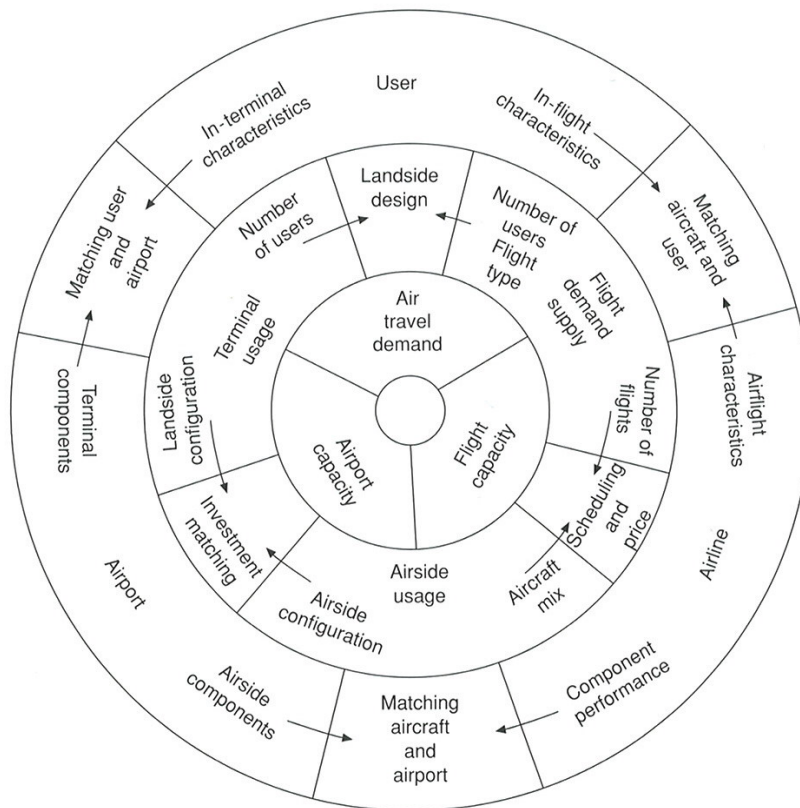 User
In-terminal
characteristics
In-flight
characteristics
Matching user
and
airport
Matching
aircraft and
user
Number
of users
Landside
design
Number of
users
Flight
type
Flight
demand
supply
Terminal
usage
Air
travel
demand
Landside
configuration
Number of
flights
Terminal
components
Airflight
characteristics
Airport
capacity
Flight
capacity
Investment
matching
Scheduling
and
price
Airside
usage
Airside
configuration
Aircraft
mix
Airport
Airline
Airside
components
Component
performance
Matching
aircraft
and
airport